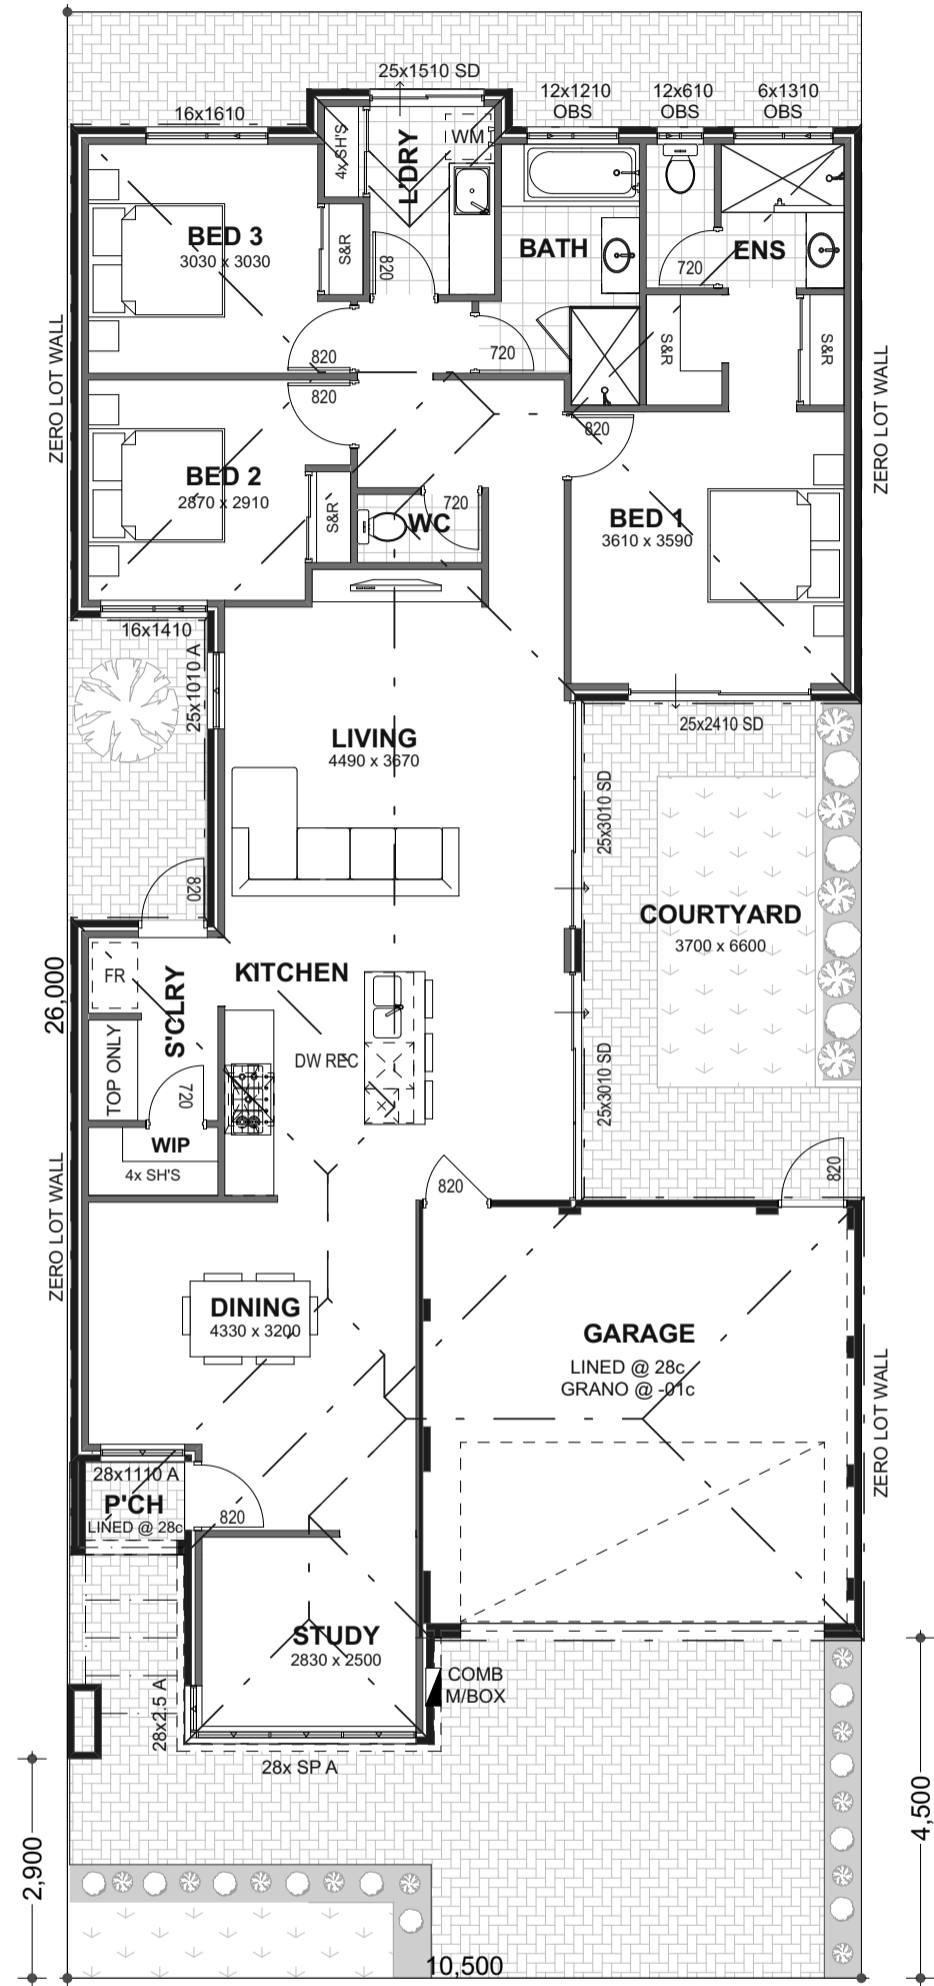 25x1510 SD
12x1210
OBS
12x610
OBS
6x1310
OBS
16x1610
4x SH'S
L'DRY
WM
BED 3
3030 x 3030
S&R
820
BATH
720
ENS
ZERO LOT WALL
820
720
S&R
S&R
ZERO LOT WALL
820
820
BED 2
2870 x 2910
S&R
720
WC
BED 1
3610 x 3590
16x1410
25x1010 A
LIVING
4490 x 3670
25x2410 SD
25x3010 SD
820
COURTYARD
3700 x 6600
26,000
FR
S'CLRY
KITCHEN
TOP ONLY
DW REC
25x3010 SD
720
WIP
4x SH'S
820
820
ZERO LOT WALL
DINING
4330 x 3200
GARAGE
LINED @ 28c
GRANO @ -01c
ZERO LOT WALL
28x1110 A
P'CH
LINED @ 28c
820
STUDY
2830 x 2500
COMB
M/BOX
28x2.5 A
28x SP A
2,900
4,500
10,500